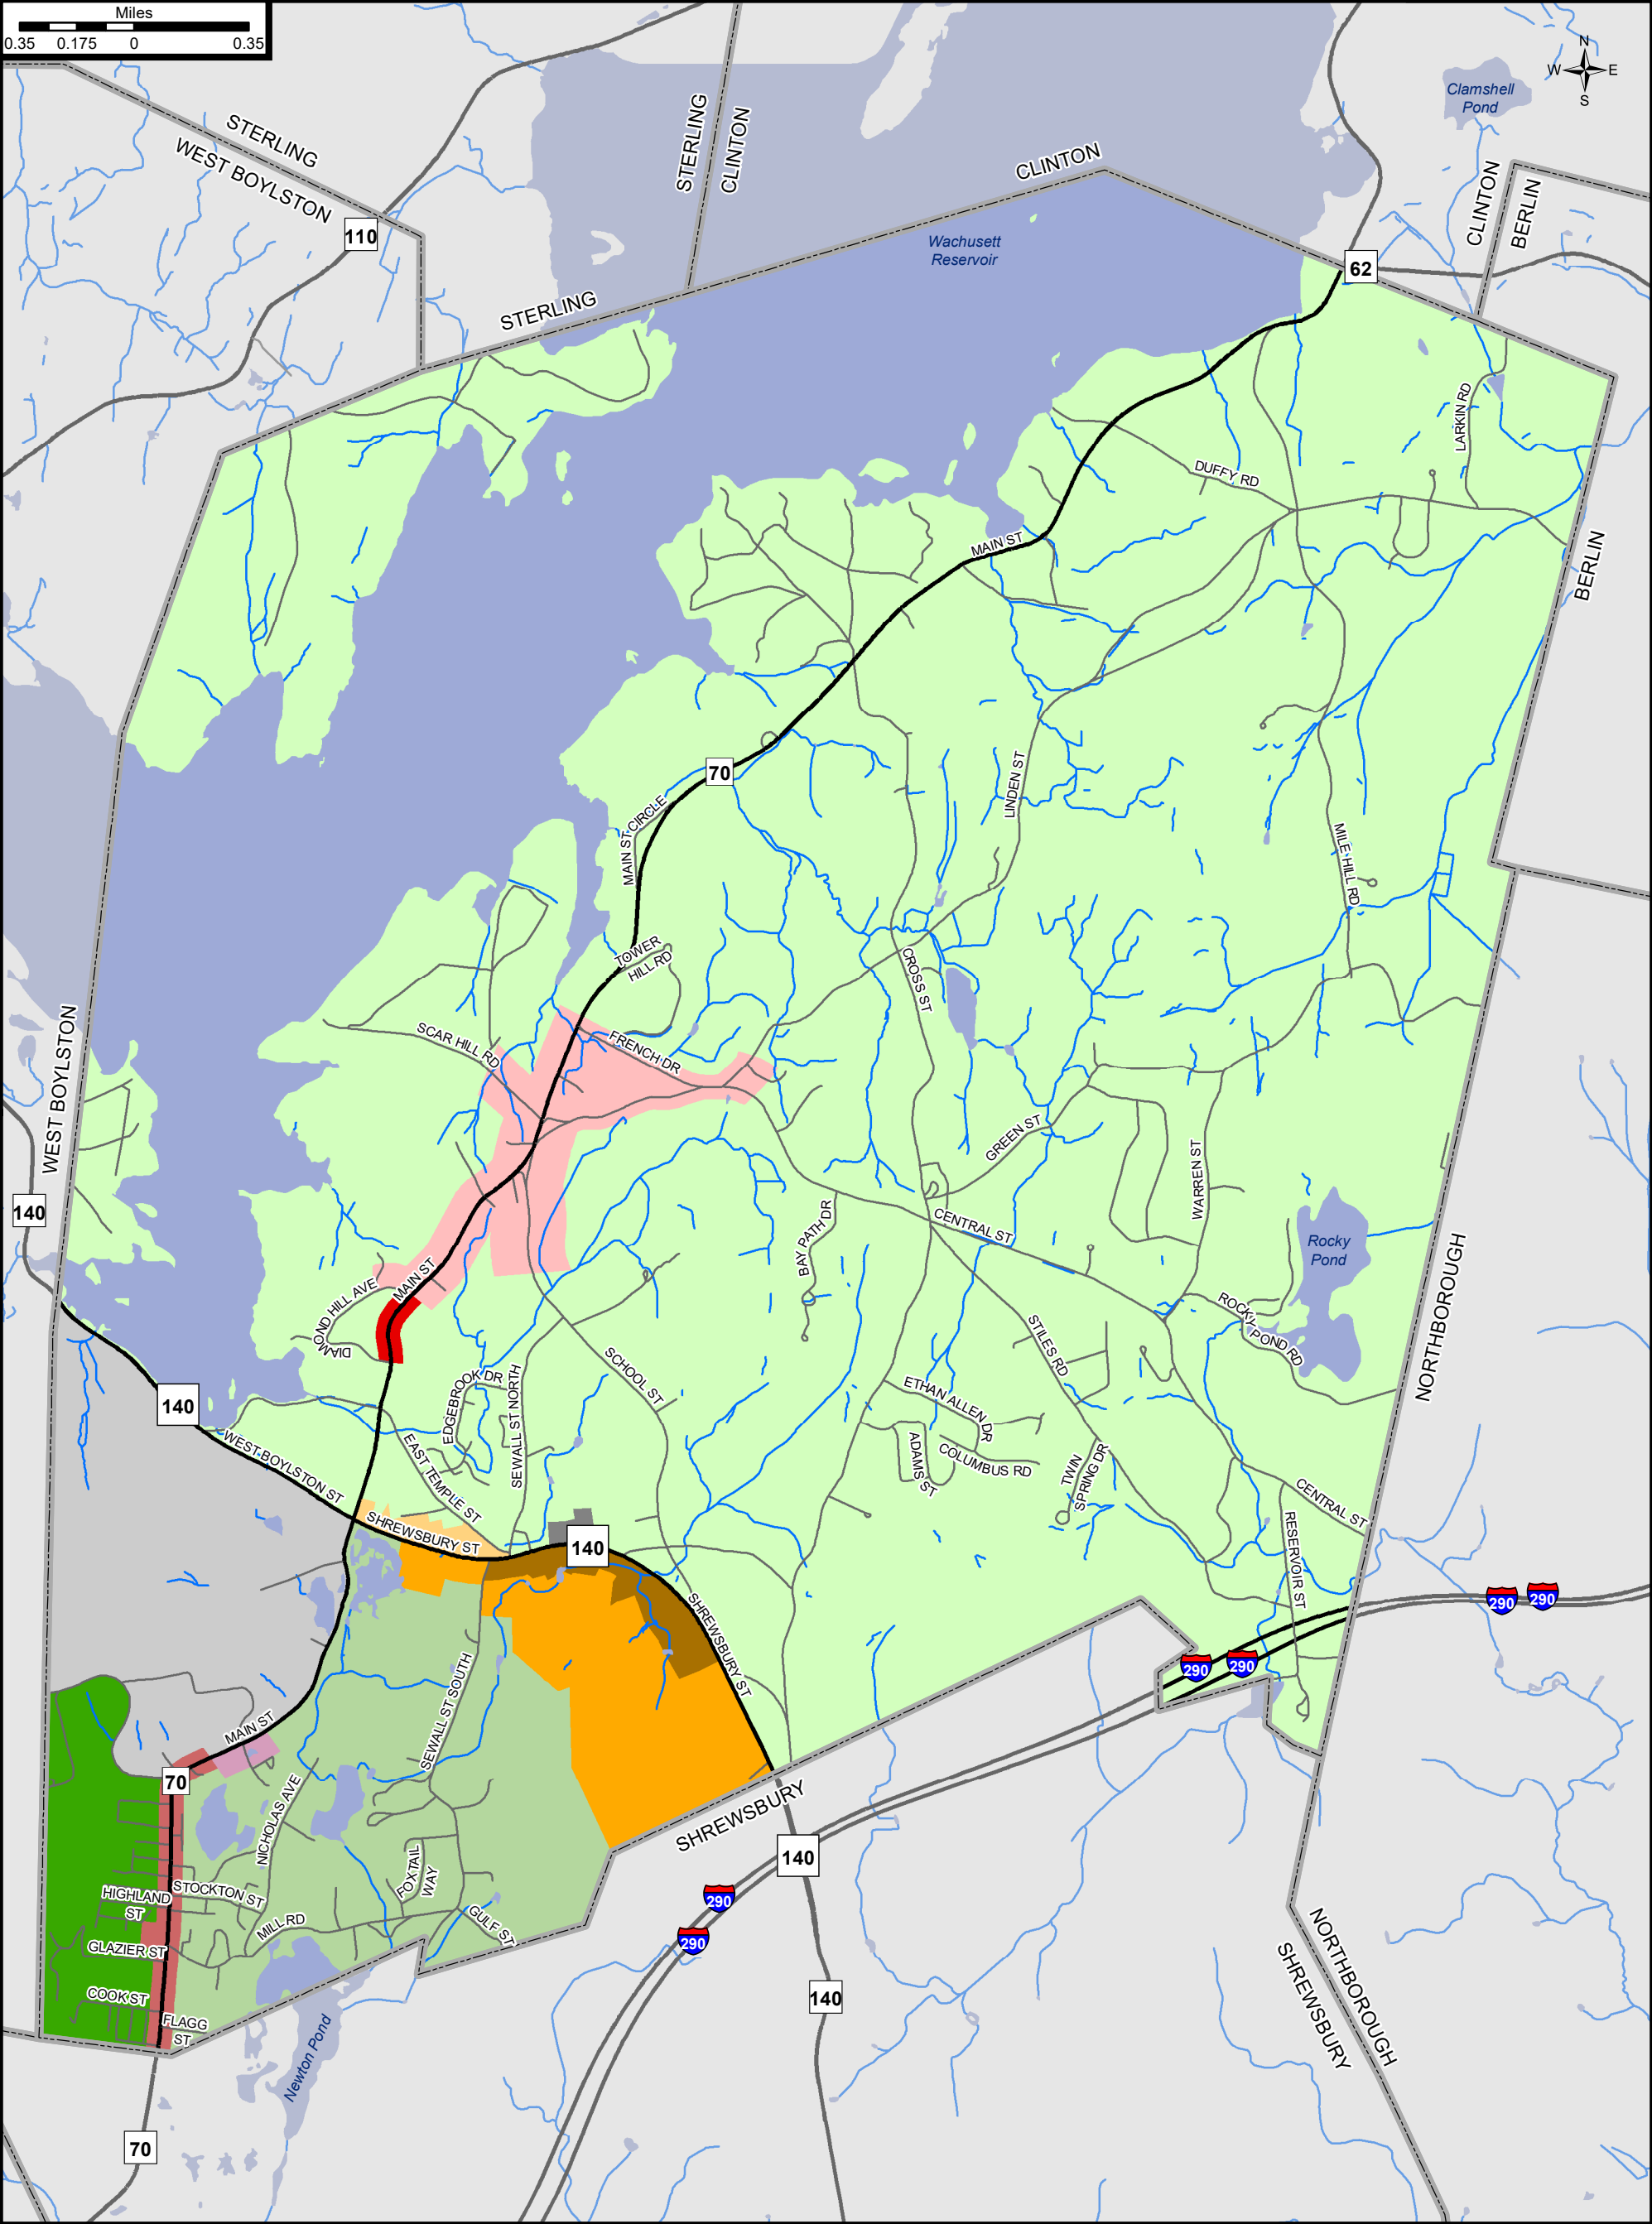 Miles
0.35 0.175 0 0.35
N
W E
S
Clamshell
Pond
STERLING
WEST BOYLSTON
STERLING
CLINTON
CLINTON
CLINTON
BERLIN
110
Wachusett
Reservoir
62
STERLING
LARKIN RD
DUFFY RD
MAIN ST
BERLIN
70
LINDEN ST
MAIN ST CIRCLE
MILE HILL RD
TOWER
HILL RD
CROSS ST
WEST BOYLSTON
SCAR HILL RD
FRENCH DR
GREEN ST
WARREN ST
140
BAY PATH DR
CENTRAL ST
Rocky
Pond
NORTHBOROUGH
MAIN ST
DIAMOND HILL AVE
ROCKY POND RD
STILES RD
SCHOOL ST
EDGEBROOK DR
SEWALL ST NORTH
ETHAN ALLEN DR
140
WEST BOYLSTON ST
EAST TEMPLE ST
ADAMS ST
COLUMBUS RD
TWIN
SPRING DR
CENTRAL ST
SHREWSBURY ST
140
RESERVOIR ST
SHREWSBURY ST
290
290
290
290
SEWALL ST SOUTH
MAIN ST
70
NICHOLAS AVE
SHREWSBURY
140
FOXTAIL
WAY
HIGHLAND
ST
STOCKTON ST
290
MILL RD
GULF ST
290
GLAZIER ST
NORTHBOROUGH
SHREWSBURY
COOK ST
140
FLAGG
ST
Newton Pond
70